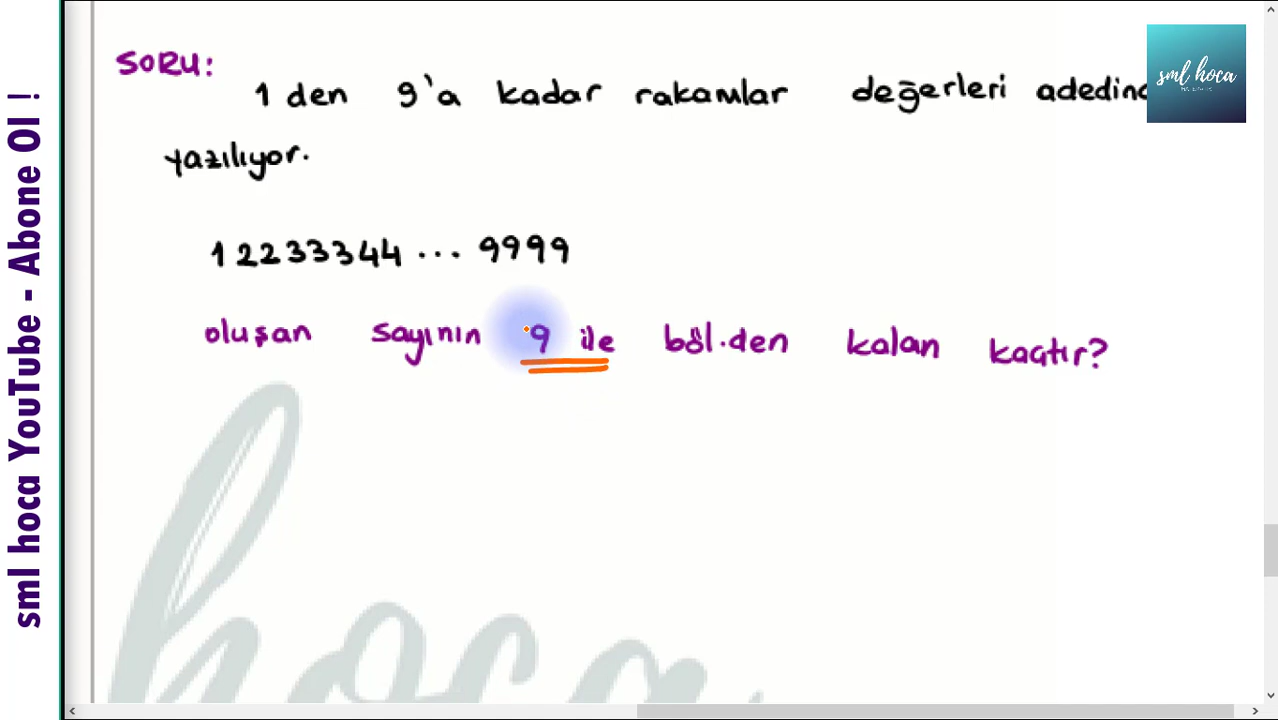 SORU:
1 den 9'a kadar rakamlar değerleri adedinc
yazılıyor.
12233344 ... 9999
oluşan sayının 9 ile böl.den kalan kaçtır?
sml hoca YouTube - Abone Ol !
sml hoca
hoca